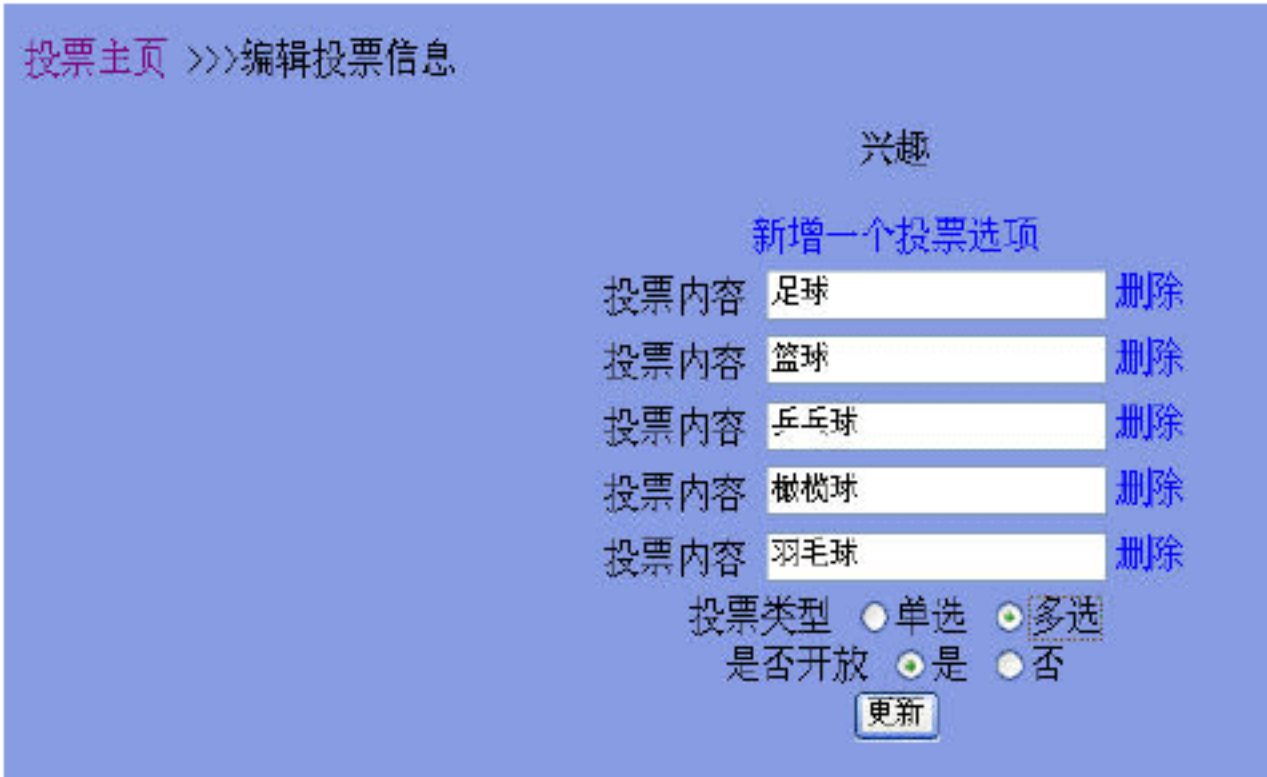 投票主页 >>>编辑投票信息
兴趣
新增一个投票选项
投票内容 足球 删除
投票内容 篮球 删除
投票内容 乒乓球 删除
投票内容 橄榄球 删除
投票内容 羽毛球 删除
投票类型 单选 多选
是否开放 是 否
更新